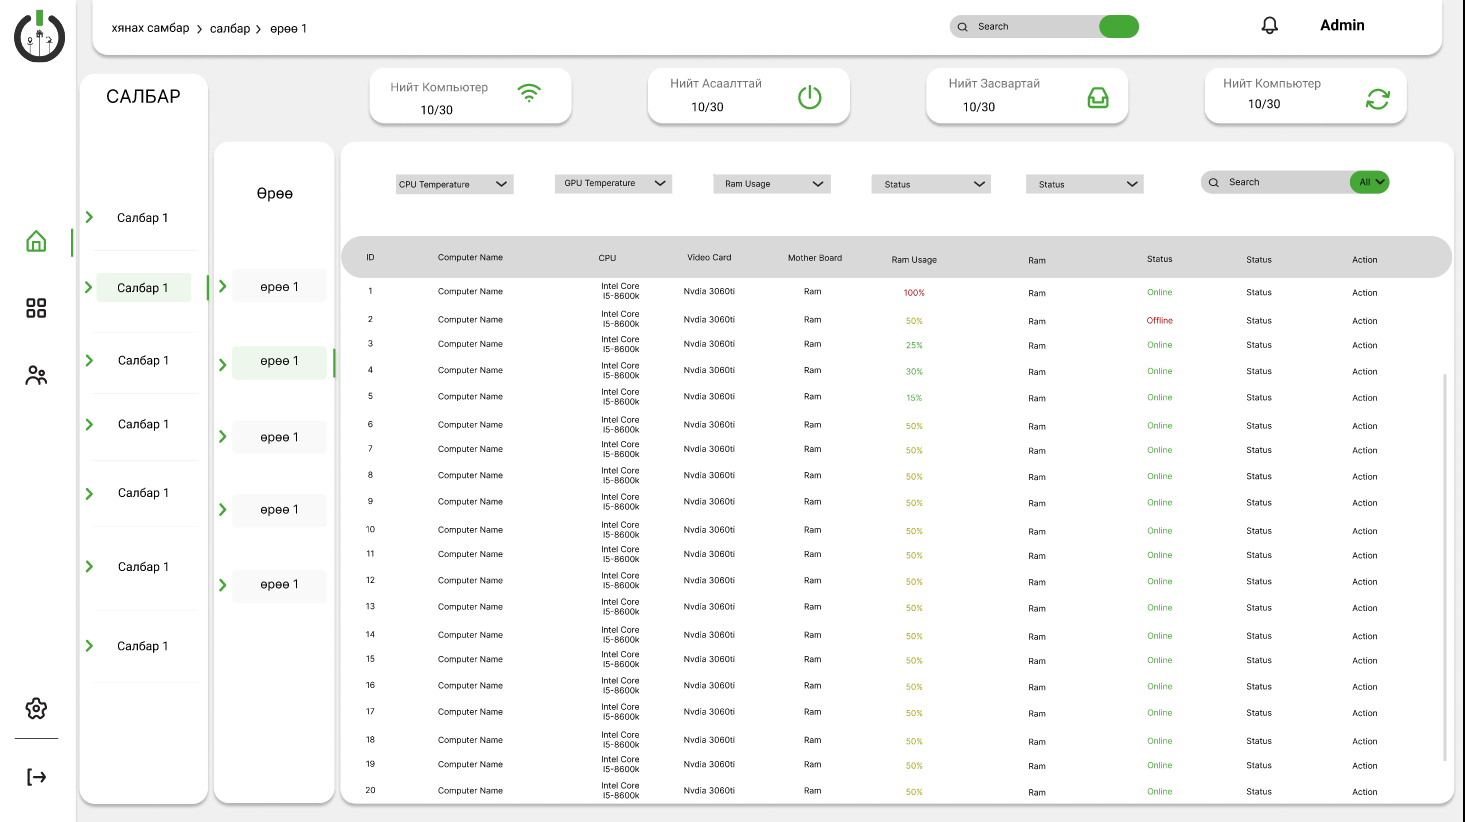 хянах самбар > салбар > өрөө 1
Search
Admin
САЛБАР
Нийт Компьютер
10/30
Нийт Асаалттай
10/30
Нийт Засвартай
10/30
Нийт Компьютер
10/30
Салбар 1
Салбар 1
Салбар 1
Салбар 1
Салбар 1
Салбар 1
Салбар 1
Өрөө
өрөө 1
өрөө 1
өрөө 1
өрөө 1
өрөө 1
CPU Temperature
GPU Temperature
Ram Usage
Status
Status
Search
All
ID Computer Name CPU Video Card Mother Board Ram Usage Ram Status Status Action
1 Computer Name Intel Core I5-8600k Nvdia 3060ti Ram 100% Ram Online Status Action
2 Computer Name Intel Core I5-8600k Nvdia 3060ti Ram 50% Ram Offline Status Action
3 Computer Name Intel Core I5-8600k Nvdia 3060ti Ram 25% Ram Online Status Action
4 Computer Name Intel Core I5-8600k Nvdia 3060ti Ram 30% Ram Online Status Action
5 Computer Name Intel Core I5-8600k Nvdia 3060ti Ram 15% Ram Online Status Action
6 Computer Name Intel Core I5-8600k Nvdia 3060ti Ram 50% Ram Online Status Action
7 Computer Name Intel Core I5-8600k Nvdia 3060ti Ram 50% Ram Online Status Action
8 Computer Name Intel Core I5-8600k Nvdia 3060ti Ram 50% Ram Online Status Action
9 Computer Name Intel Core I5-8600k Nvdia 3060ti Ram 50% Ram Online Status Action
10 Computer Name Intel Core I5-8600k Nvdia 3060ti Ram 50% Ram Online Status Action
11 Computer Name Intel Core I5-8600k Nvdia 3060ti Ram 50% Ram Online Status Action
12 Computer Name Intel Core I5-8600k Nvdia 3060ti Ram 50% Ram Online Status Action
13 Computer Name Intel Core I5-8600k Nvdia 3060ti Ram 50% Ram Online Status Action
14 Computer Name Intel Core I5-8600k Nvdia 3060ti Ram 50% Ram Online Status Action
15 Computer Name Intel Core I5-8600k Nvdia 3060ti Ram 50% Ram Online Status Action
16 Computer Name Intel Core I5-8600k Nvdia 3060ti Ram 50% Ram Online Status Action
17 Computer Name Intel Core I5-8600k Nvdia 3060ti Ram 50% Ram Online Status Action
18 Computer Name Intel Core I5-8600k Nvdia 3060ti Ram 50% Ram Online Status Action
19 Computer Name Intel Core I5-8600k Nvdia 3060ti Ram 50% Ram Online Status Action
20 Computer Name Intel Core I5-8600k Nvdia 3060ti Ram 50% Ram Online Status Action